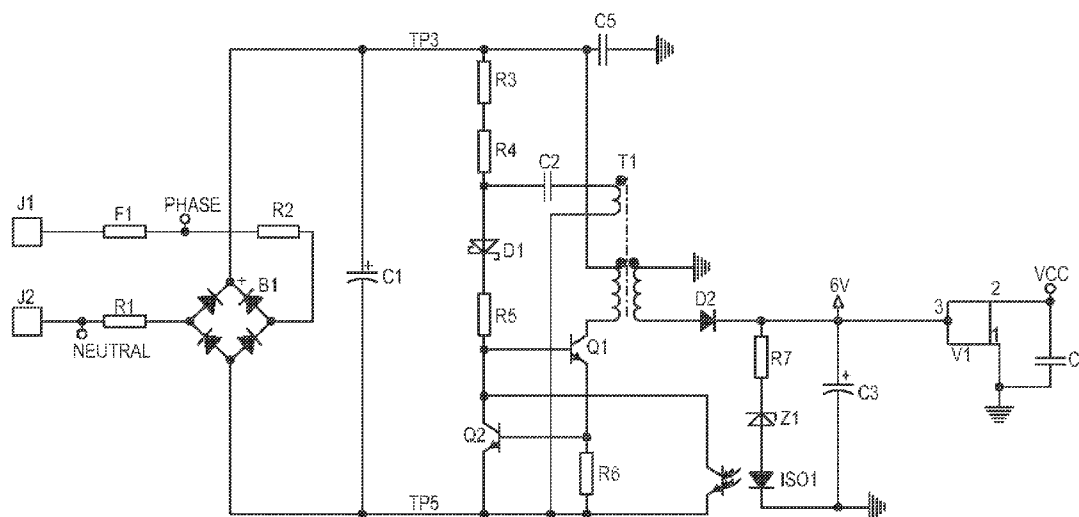 C5
TP3
R3
R4
C2
T1
J1
F1
PHASE
R2
D1
+
C1
+
B1
J2
R1
NEUTRAL
R5
D2
6V
VCC
3
2
1
V1
C
Q1
R7
+
C3
Q2
Z1
R6
ISO1
TP5